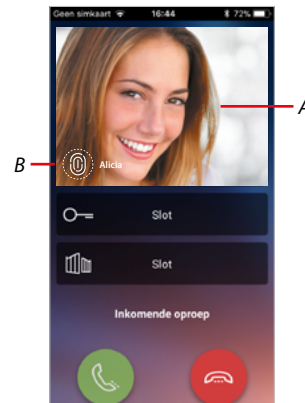 Geen simkaart 16:44 72%
A
B
Alicia
Slot
Slot
Inkomende oproep